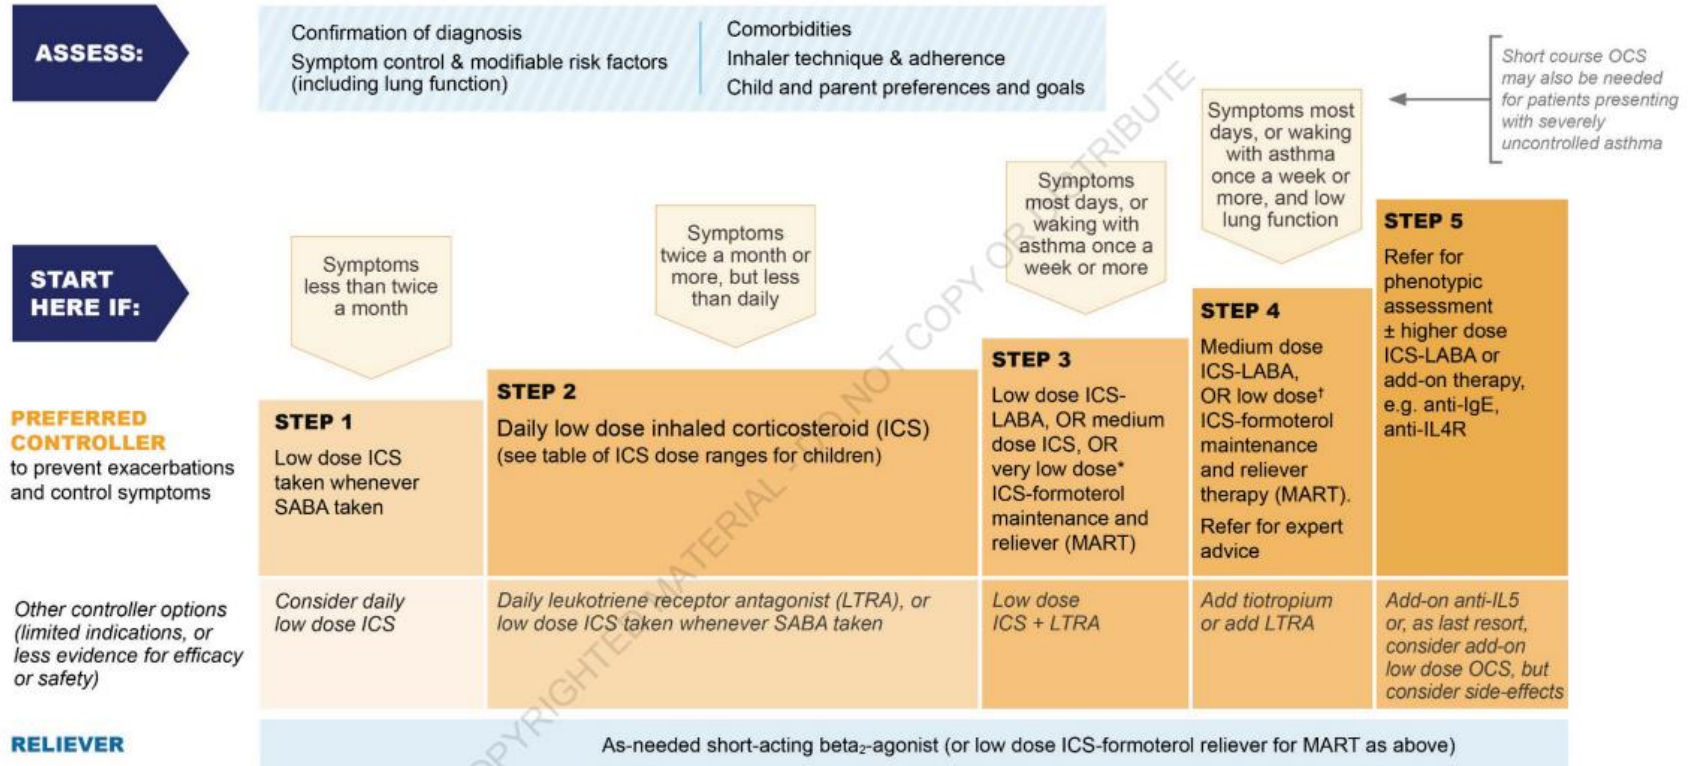 ASSESS:
Confirmation of diagnosis
Symptom control & modifiable risk factors
(including lung function)
Comorbidities
Inhaler technique & adherence
Child and parent preferences and goals
Short course OCS
may also be needed
for patients presenting
with severely
uncontrolled asthma
START
HERE IF:
Symptoms
less than twice
a month
Symptoms
twice a month or
more, but less
than daily
Symptoms
most days, or
waking with
asthma once a
week or more
Symptoms most
days, or waking
with asthma
once a week or
more, and low
lung function
PREFERRED
CONTROLLER
to prevent exacerbations
and control symptoms
STEP 1
Low dose ICS
taken whenever
SABA taken
STEP 2
Daily low dose inhaled corticosteroid (ICS)
(see table of ICS dose ranges for children)
STEP 3
Low dose ICS-
LABA, OR medium
dose ICS, OR
very low dose*
ICS-formoterol
maintenance and
reliever (MART)
STEP 4
Medium dose
ICS-LABA,
OR low dose†
ICS-formoterol
maintenance
and reliever
therapy (MART).
Refer for expert
advice
STEP 5
Refer for
phenotypic
assessment
± higher dose
ICS-LABA or
add-on therapy,
e.g. anti-IgE,
anti-IL4R
Other controller options
(limited indications, or
less evidence for efficacy
or safety)
Consider daily
low dose ICS
Daily leukotriene receptor antagonist (LTRA), or
low dose ICS taken whenever SABA taken
Low dose
ICS + LTRA
Add tiotropium
or add LTRA
Add-on anti-IL5
or, as last resort,
consider add-on
low dose OCS, but
consider side-effects
RELIEVER
As-needed short-acting beta₂-agonist (or low dose ICS-formoterol reliever for MART as above)
COPYRIGHTED MATERIAL - DO NOT COPY OR DISTRIBUTE